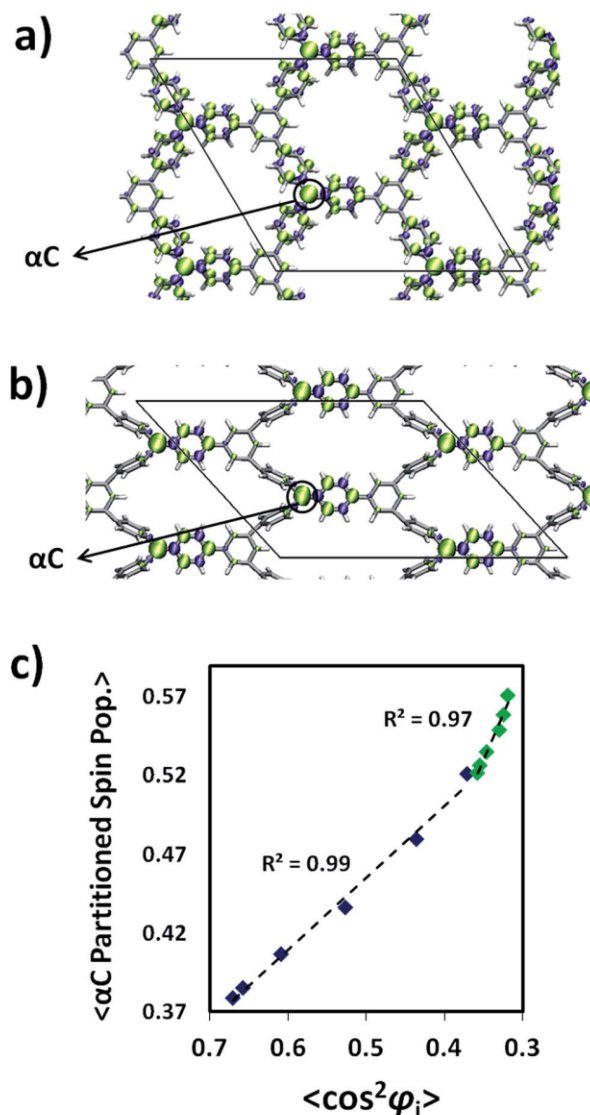 a)
αC
b)
αC
c)
<αC Partitioned Spin Pop.>
0.57
0.52
0.47
0.42
0.37
R² = 0.97
R² = 0.99
0.7 0.6 0.5 0.4 0.3
<cos²φᵢ>